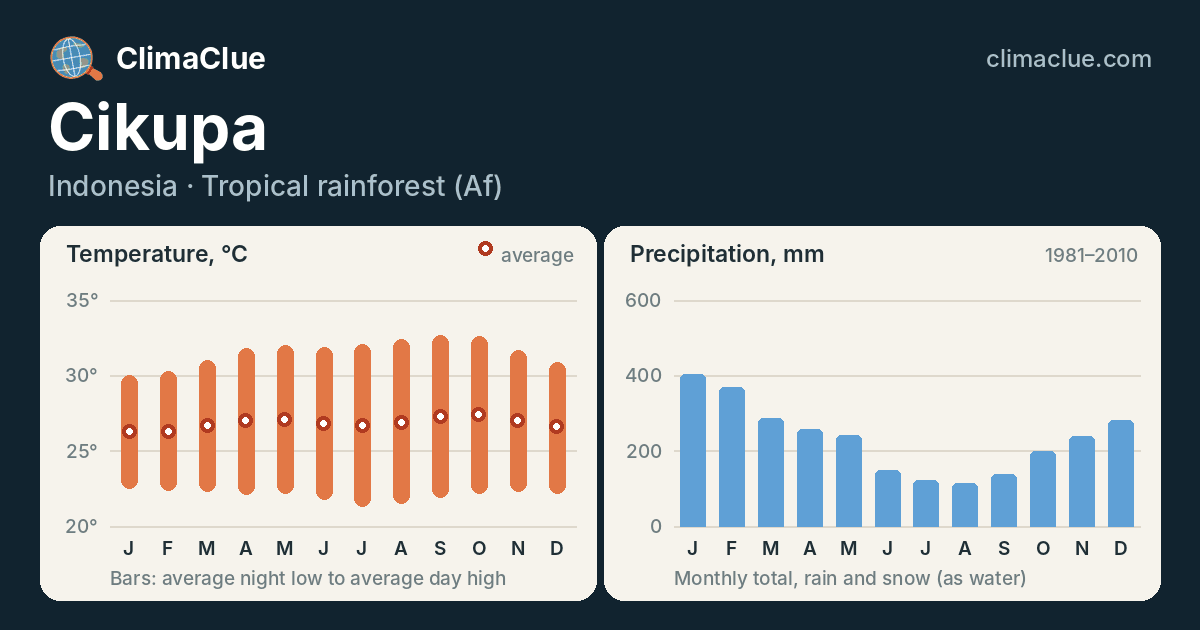 ClimaClue
climaclue.com
Cikupa
Indonesia · Tropical rainforest (Af)
Temperature, °C
average
35°
30°
25°
20°
J F M A M J J A S O N D
Bars: average night low to average day high
Precipitation, mm
1981–2010
600
400
200
0
J F M A M J J A S O N D
Monthly total, rain and snow (as water)